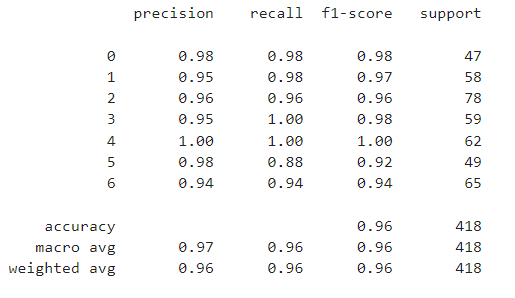 precision recall f1-score support
0 0.98 0.98 0.98 47
1 0.95 0.98 0.97 58
2 0.96 0.96 0.96 78
3 0.95 1.00 0.98 59
4 1.00 1.00 1.00 62
5 0.98 0.88 0.92 49
6 0.94 0.94 0.94 65
accuracy 0.96 418
macro avg 0.97 0.96 0.96 418
weighted avg 0.96 0.96 0.96 418